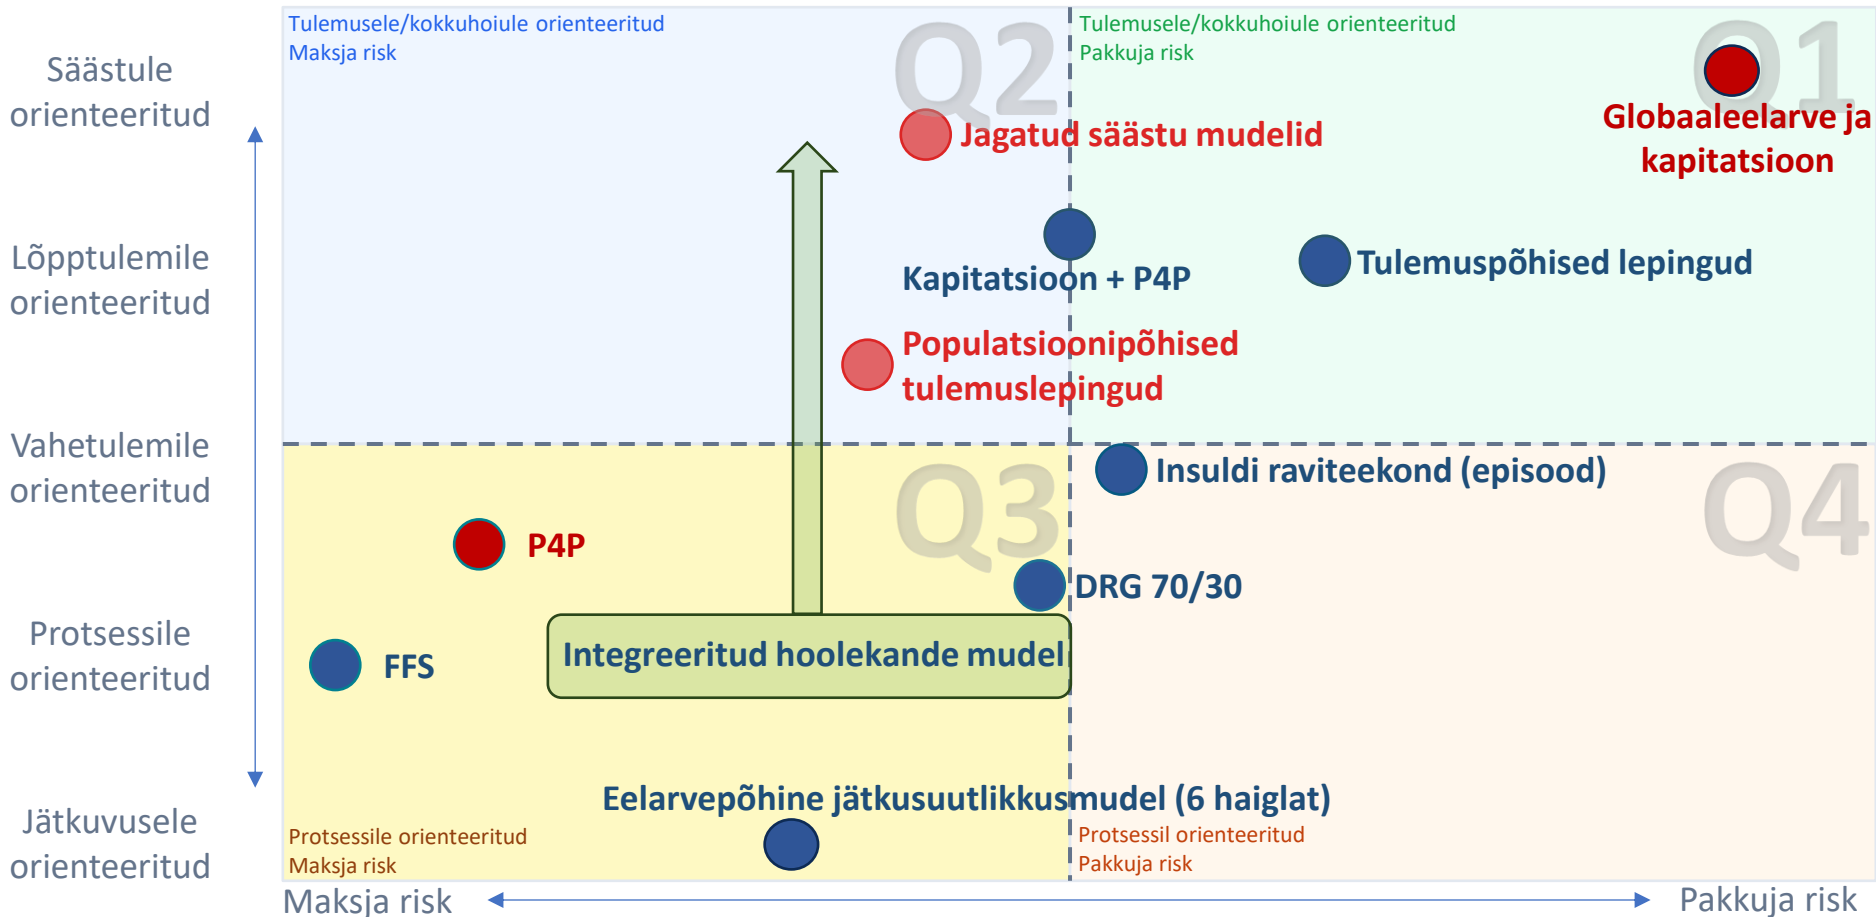 Tulemusele/kokkuhoiule orienteeritud
Maksja risk
Q2
Tulemusele/kokkuhoiule orienteeritud
Pakkuja risk
Q1
Säästule
orienteeritud
Jagatud säästu mudelid
Globaaleelarve ja
kapitatsioon
Lõpptulemile
orienteeritud
Kapitatsioon + P4P
Tulemuspõhised lepingud
Populatsioonipõhised
tulemuslepingud
Vahetulemile
orienteeritud
Q3
Insuldi raviteekond (episood)
Q4
P4P
DRG 70/30
Protsessile
orienteeritud
FFS
Integreeritud hoolekande mudel
Eelarvepõhine jätkusuutlikkusmudel (6 haiglat)
Jätkuvusele
orienteeritud
Protsessile orienteeritud
Maksja risk
Protsessil orienteeritud
Pakkuja risk
Maksja risk
Pakkuja risk